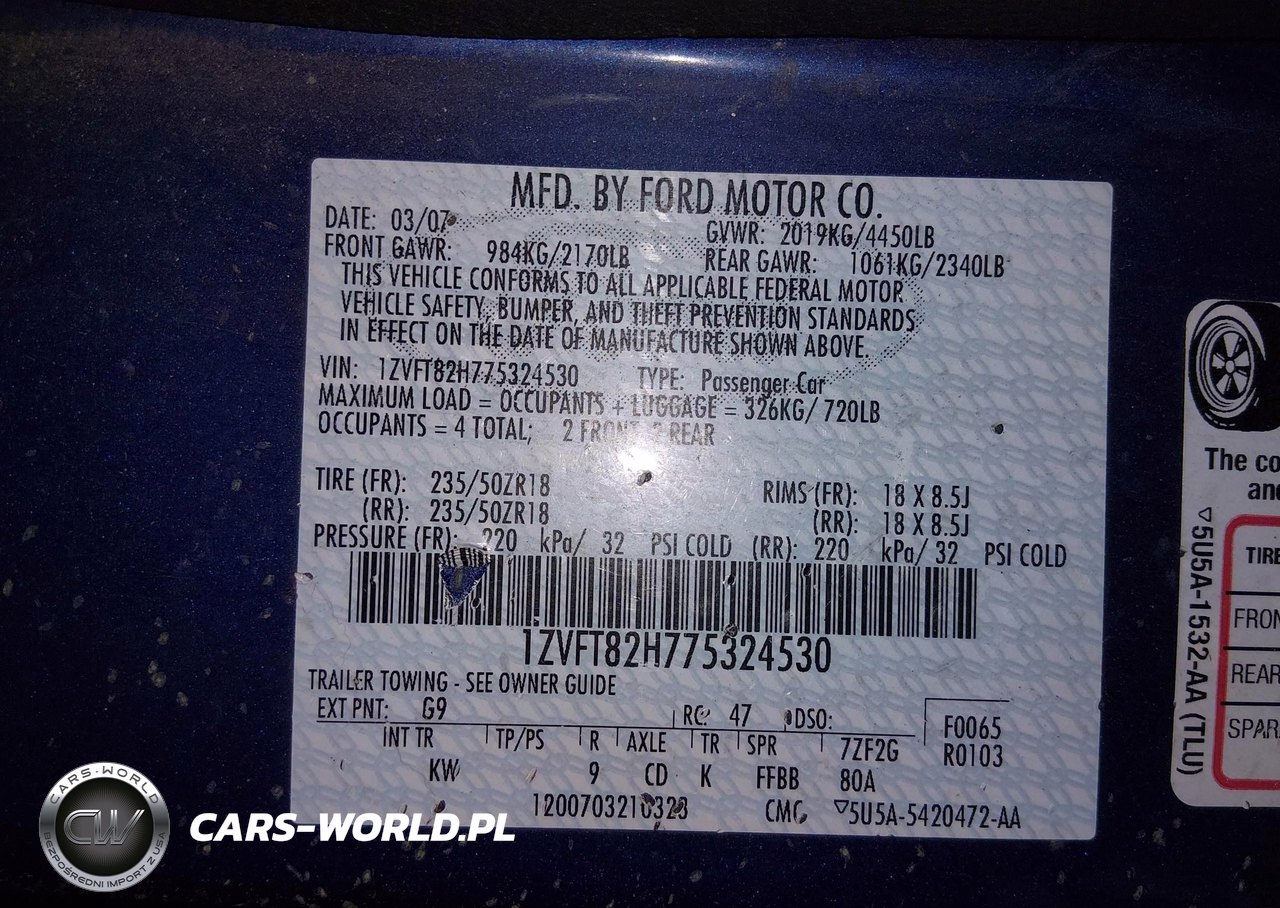 MFD. BY FORD MOTOR CO.
DATE: 03/07
GVWR: 2019KG/4450LB
FRONT GAWR: 984KG/2170LB
REAR GAWR: 1061KG/2340LB
THIS VEHICLE CONFORMS TO ALL APPLICABLE FEDERAL MOTOR
VEHICLE SAFETY, BUMPER, AND THEFT PREVENTION STANDARDS
IN EFFECT ON THE DATE OF MANUFACTURE SHOWN ABOVE.
VIN: 1ZVFT82H775324530 TYPE: Passenger Car
MAXIMUM LOAD = OCCUPANTS + LUGGAGE = 326KG/720LB
OCCUPANTS = 4 TOTAL; 2 FRONT 2 REAR
TIRE (FR): 235/50ZR18 RIMS (FR): 18 X 8.5J
(RR): 235/50ZR18 (RR): 18 X 8.5J
PRESSURE (FR): 220 kPa/ 32 PSI COLD (RR): 220 kPa/ 32 PSI COLD
1ZVFT82H775324530
TRAILER TOWING - SEE OWNER GUIDE
EXT PNT: G9 RC: 47 DSO: F0065
INT TR TP/PS R AXLE TR SPR 7ZF2G R0103
KW 9 CD K FFBB 80A
1200703210328 CMC ▽5U5A-5420472-AA
The co
and
▽5U5A-1532-AA (TLU)
TIRE
FRON
REAR
SPAR
CARS-WORLD
CW
BEZPOŚREDNI IMPORT Z USA
CARS-WORLD.PL